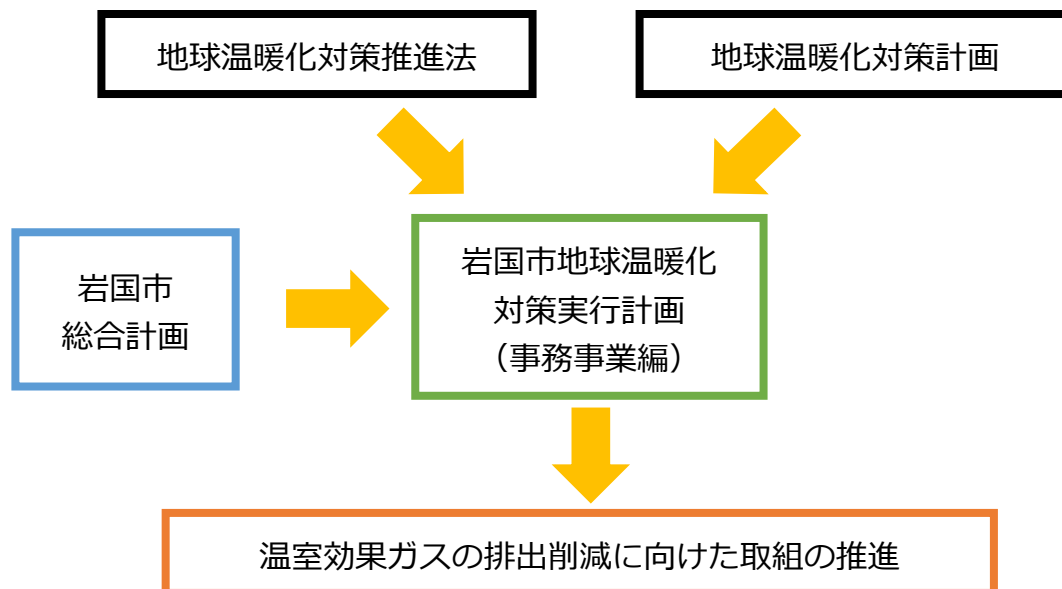 地球温暖化対策推進法
地球温暖化対策計画
岩国市
総合計画
岩国市地球温暖化
対策実行計画
（事務事業編）
温室効果ガスの排出削減に向けた取組の推進